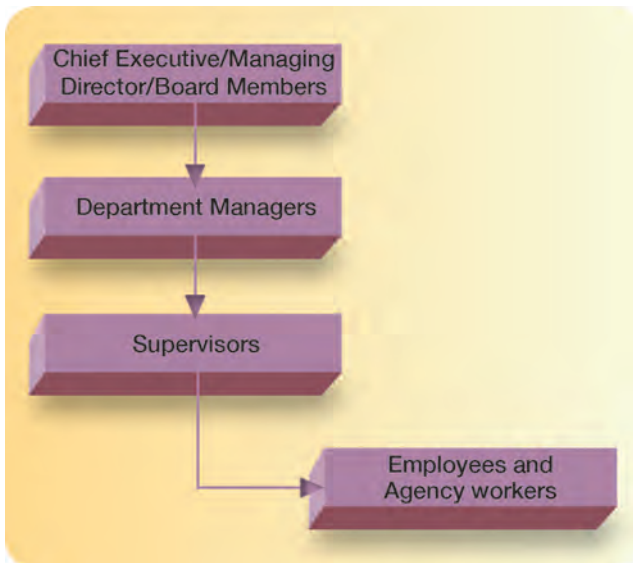 Chief Executive/Managing
Director/Board Members
Department Managers
Supervisors
Employees and
Agency workers